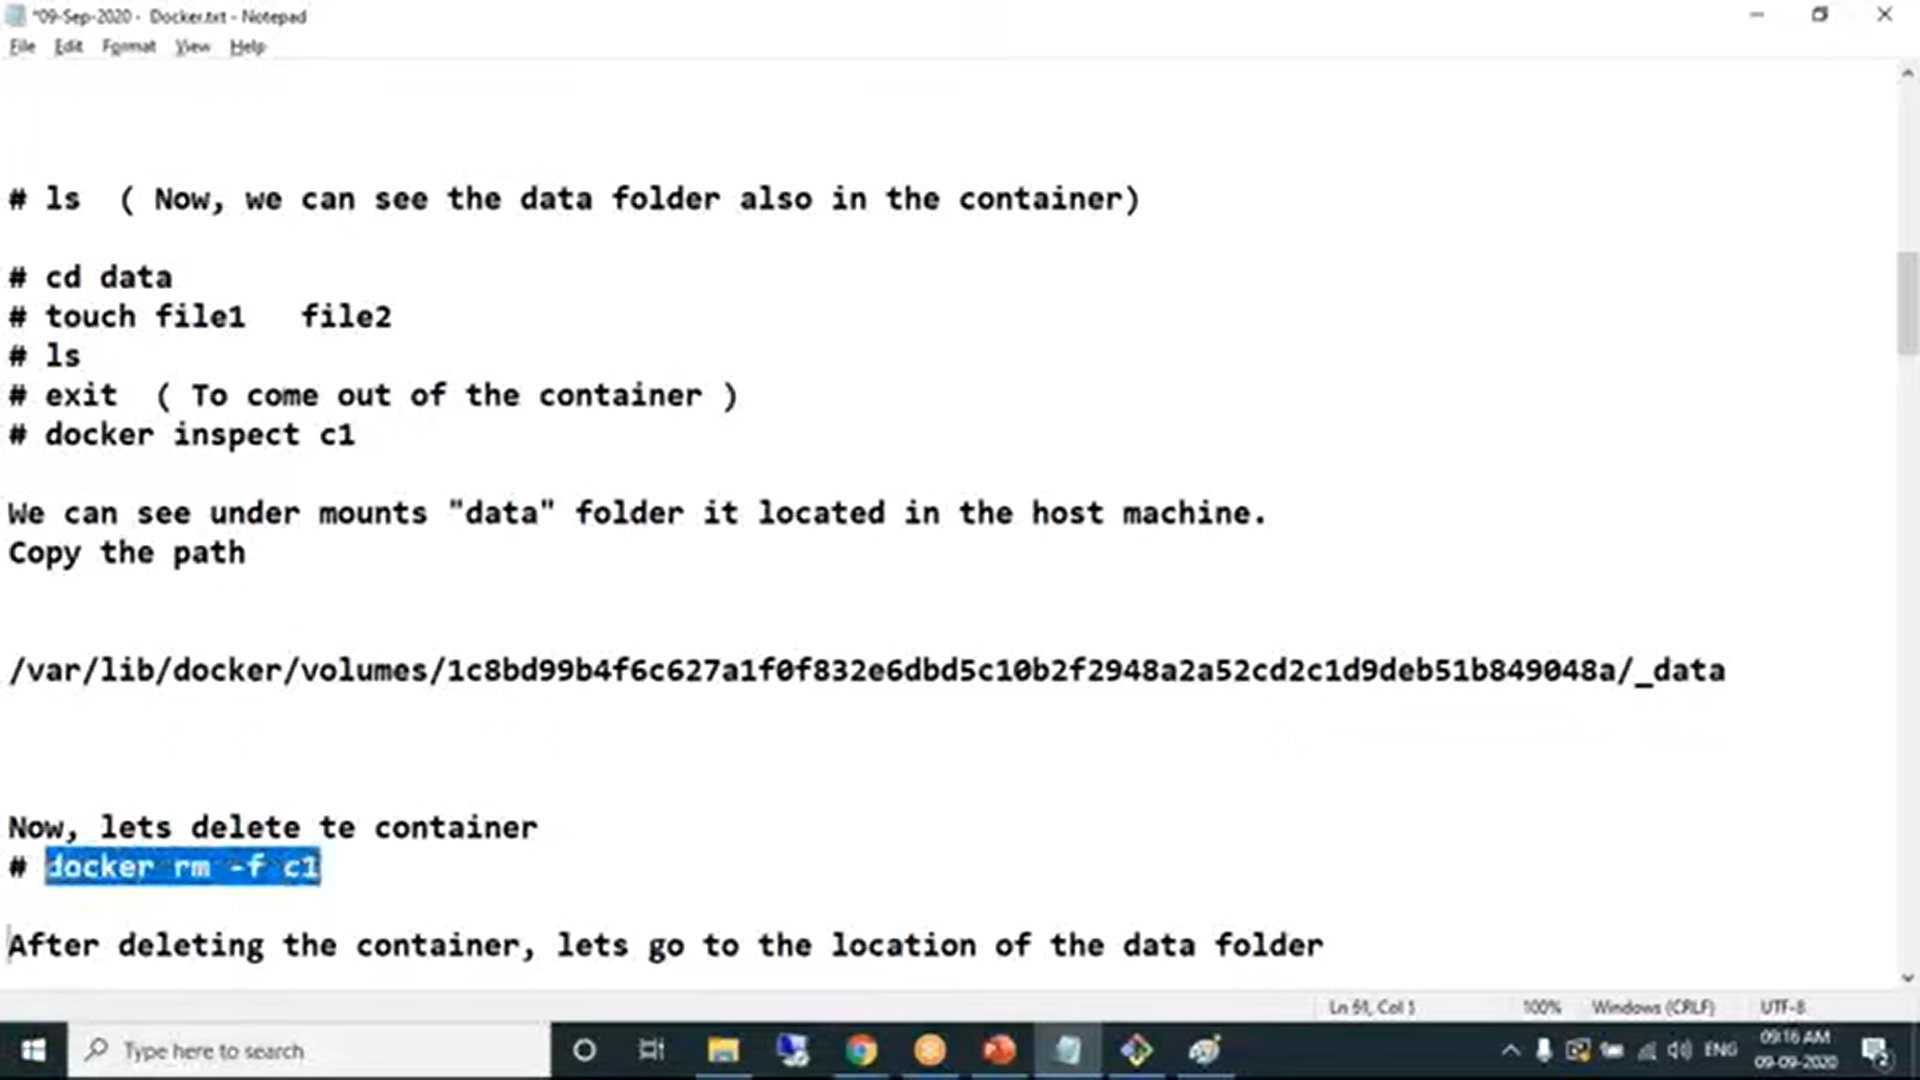 *09-Sep-2020 - Docker.txt - Notepad
File Edit Format View Help
# ls  ( Now, we can see the data folder also in the container)
# cd data
# touch file1   file2
# ls
# exit  ( To come out of the container )
# docker inspect c1
We can see under mounts "data" folder it located in the host machine.
Copy the path
/var/lib/docker/volumes/1c8bd99b4f6c627a1f0f832e6dbd5c10b2f2948a2a52cd2c1d9deb51b849048a/_data
Now, lets delete te container
# docker rm -f c1
After deleting the container, lets go to the location of the data folder
Ln 61, Col 1 100% Windows (CRLF) UTF-8
Type here to search
ENG
09:16 AM
09-09-2020
2